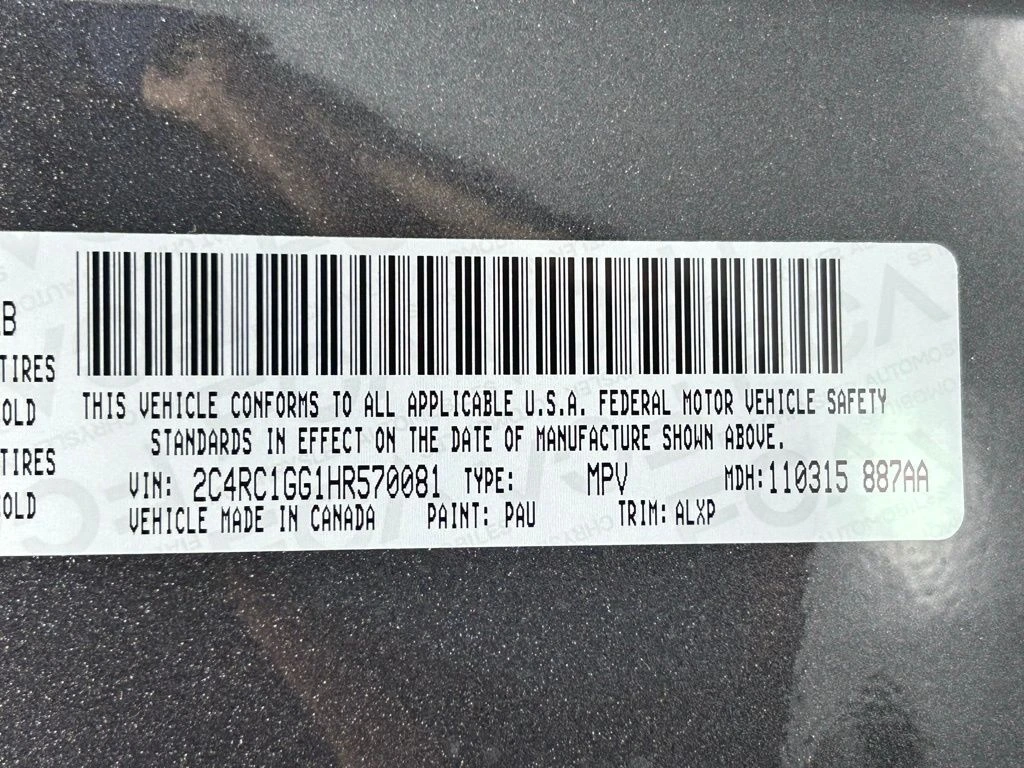 B
TIRES
OLD
THIS VEHICLE CONFORMS TO ALL APPLICABLE U.S.A. FEDERAL MOTOR VEHICLE SAFETY
STANDARDS IN EFFECT ON THE DATE OF MANUFACTURE SHOWN ABOVE.
TIRES
VIN: 2C4RC1GG1HR570081 TYPE: MPV MDH:110315 887AA
OLD
VEHICLE MADE IN CANADA PAINT: PAU TRIM: ALXP